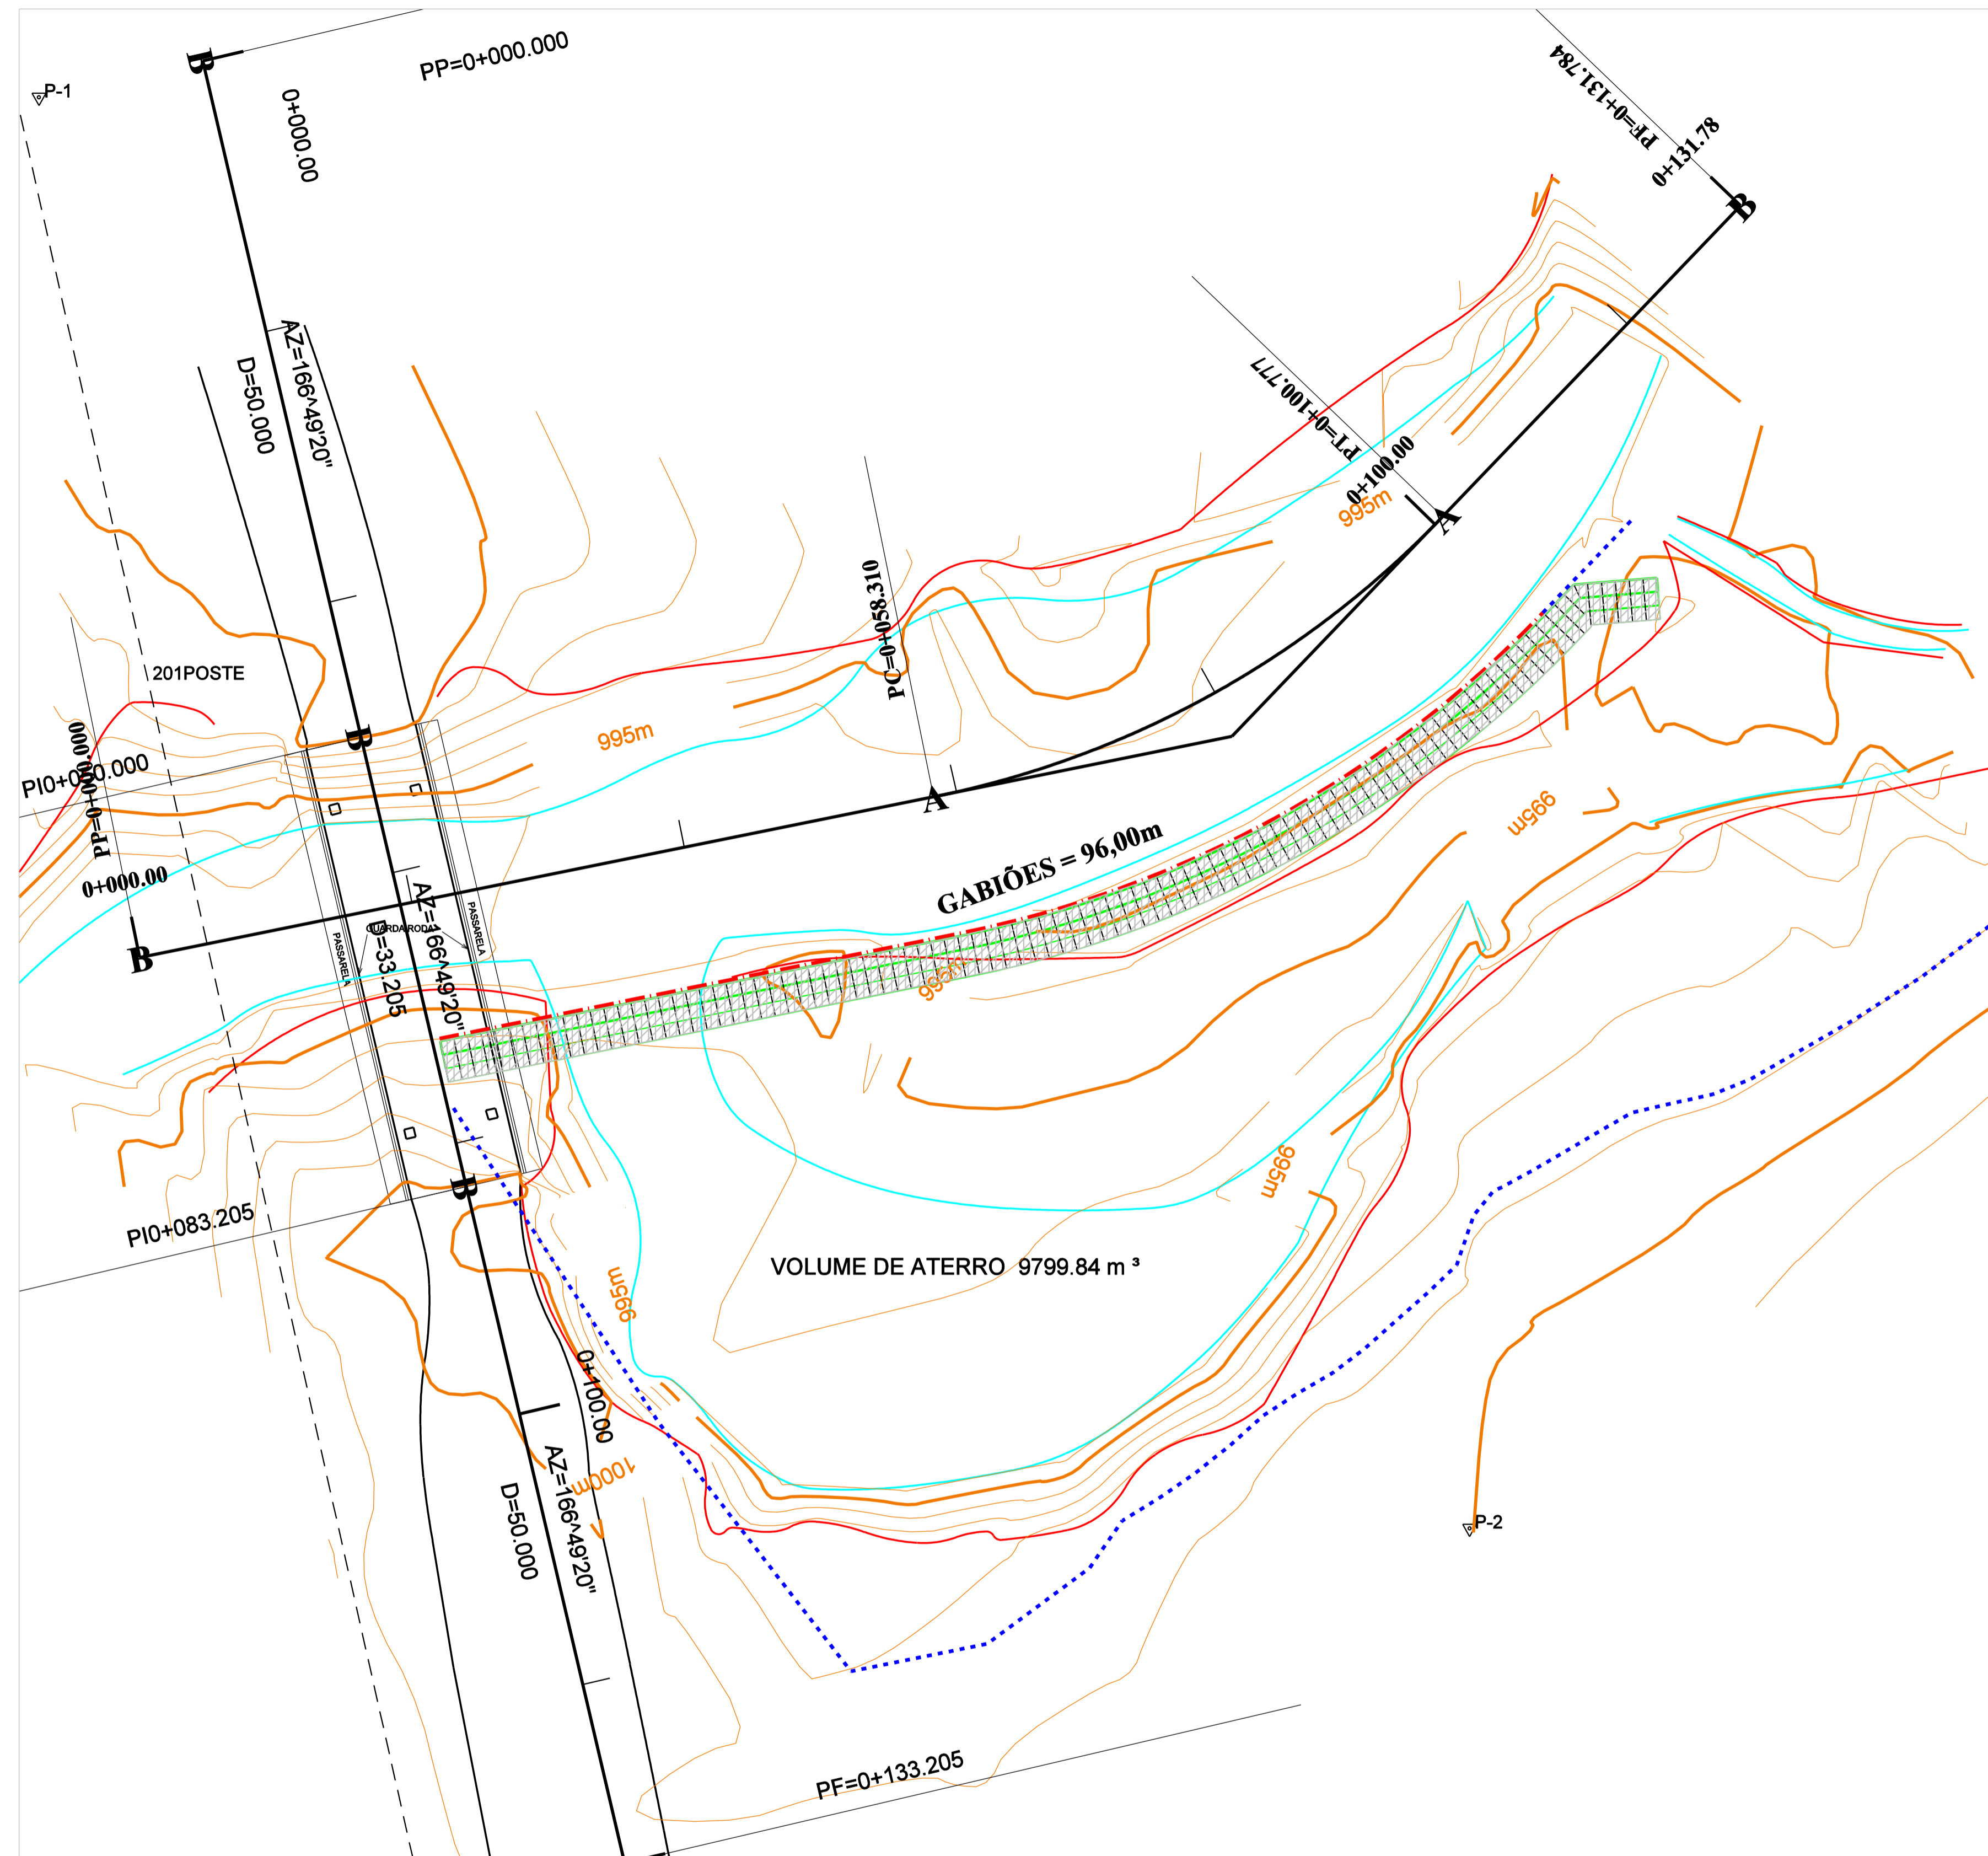 B
PP=0+000.000
P-1
0+000.00
PF=0+131.784
0+131.78
B
AZ=166^49'20"
D=50.000
PT=0+100.777
0+100.00
995m
A
PC=0+058.310
201POSTE
995m
B
PP=0+000.000
0+000.00
A
995m
GABIÕES = 96,00m
AZ=166^49'20"
PASSARELA
GUARDA RODA
PASSARELA
D=33.205
B
995m
B
PI0+083.205
995m
995m
VOLUME DE ATERRO 9799.84 m ³
0+100.00
1000m
AZ=166^49'20"
D=50.000
P-2
PF=0+133.205